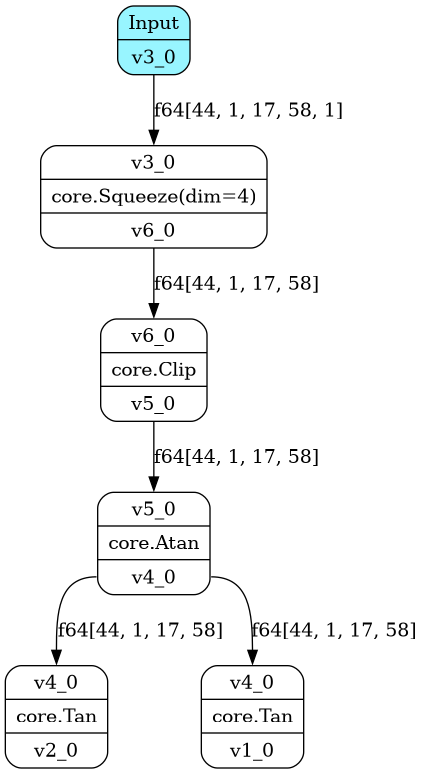 Input
v3_0
f64[44, 1, 17, 58, 1]
v3_0
core.Squeeze(dim=4)
v6_0
f64[44, 1, 17, 58]
v6_0
core.Clip
v5_0
f64[44, 1, 17, 58]
v5_0
core.Atan
v4_0
f64[44, 1, 17, 58]
f64[44, 1, 17, 58]
v4_0
core.Tan
v2_0
v4_0
core.Tan
v1_0